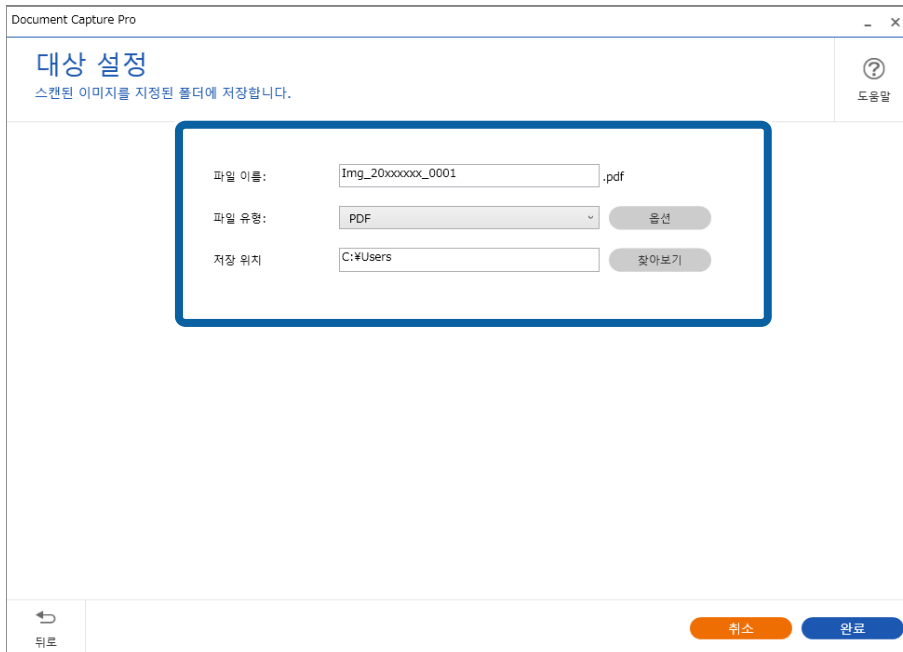 Document Capture Pro
대상 설정
스캔된 이미지를 지정된 폴더에 저장합니다.
도움말
파일 이름: Img_20xxxxxx_0001 .pdf
파일 유형: PDF 옵션
저장 위치 C:¥Users 찾아보기
뒤로 취소 완료